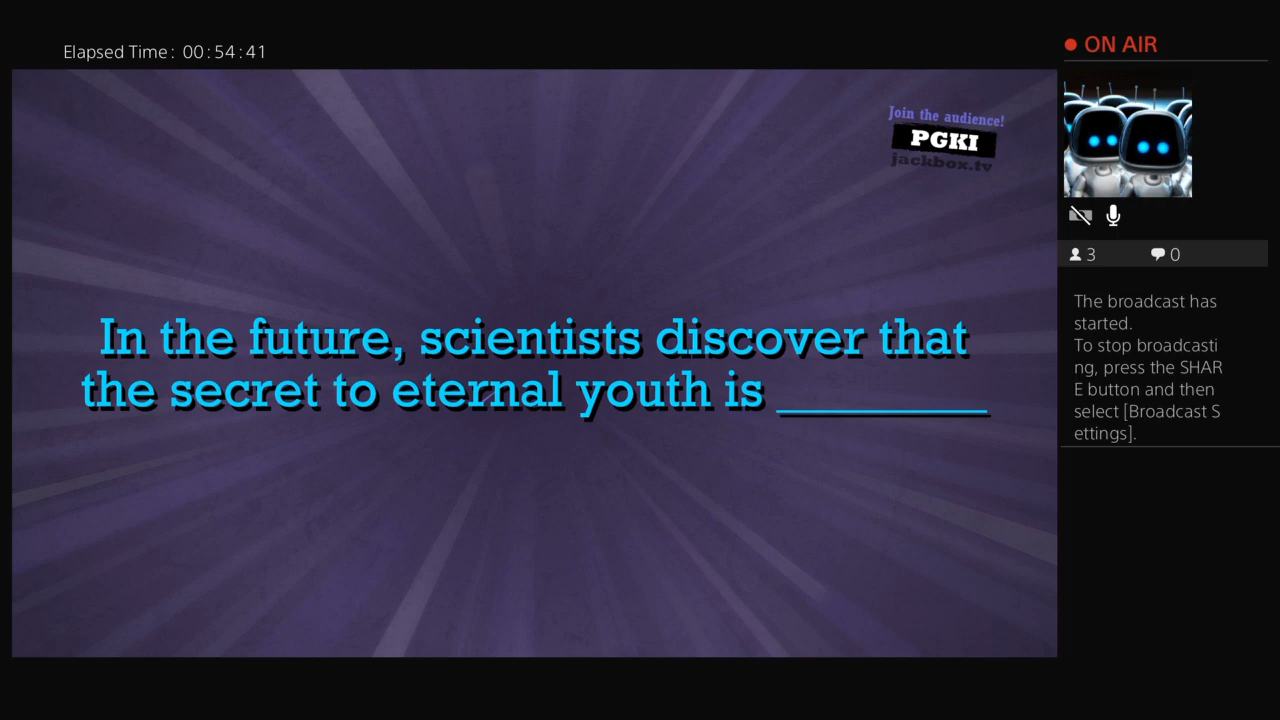 Elapsed Time: 00:54:41
ON AIR
Join the audience!
PGKI
jackbox.tv
In the future, scientists discover that
the secret to eternal youth is ________
3 0
The broadcast has
started.
To stop broadcasti
ng, press the SHAR
E button and then
select [Broadcast S
ettings].